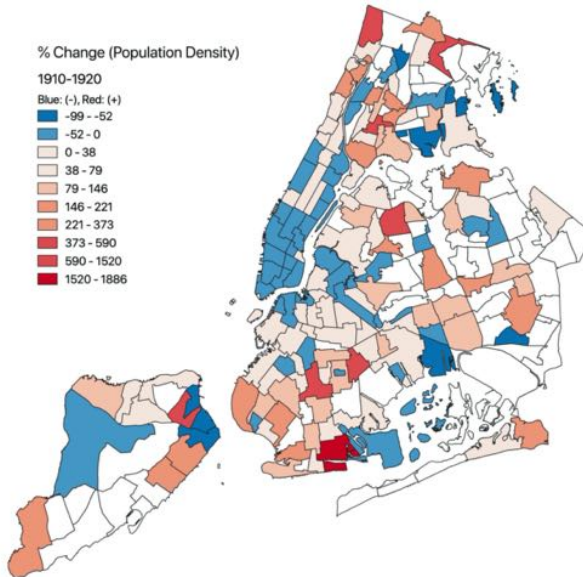 % Change (Population Density)
1910-1920
Blue: (-), Red: (+)
-99 - -52
-52 - 0
0 - 38
38 - 79
79 - 146
146 - 221
221 - 373
373 - 590
590 - 1520
1520 - 1886